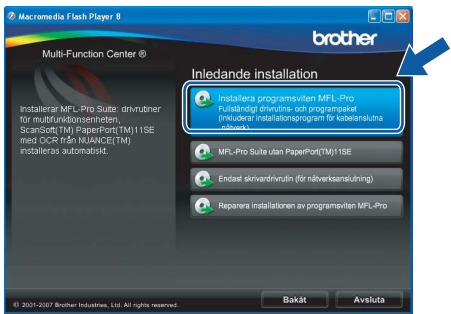 Macromedia Flash Player 8
brother
Multi-Function Center ®
Inledande installation
Installerar MFL-Pro Suite: drivrutiner
för multifunktionsenheten,
ScanSoft(TM) PaperPort(TM)11SE
med OCR från NUANCE(TM)
installeras automatiskt.
Installera programsviten MFL-Pro
Fullständigt drivrutin- och programpaket
(Inkluderar installationsprogram för kabelanslutna
nätverk)
MFL-Pro Suite utan PaperPort(TM)11SE
Endast skrivardrivrutin (för nätverksanslutning)
Reparera installationen av programsviten MFL-Pro
© 2001-2007 Brother Industries, Ltd. All rights reserved.
Bakåt
Avsluta